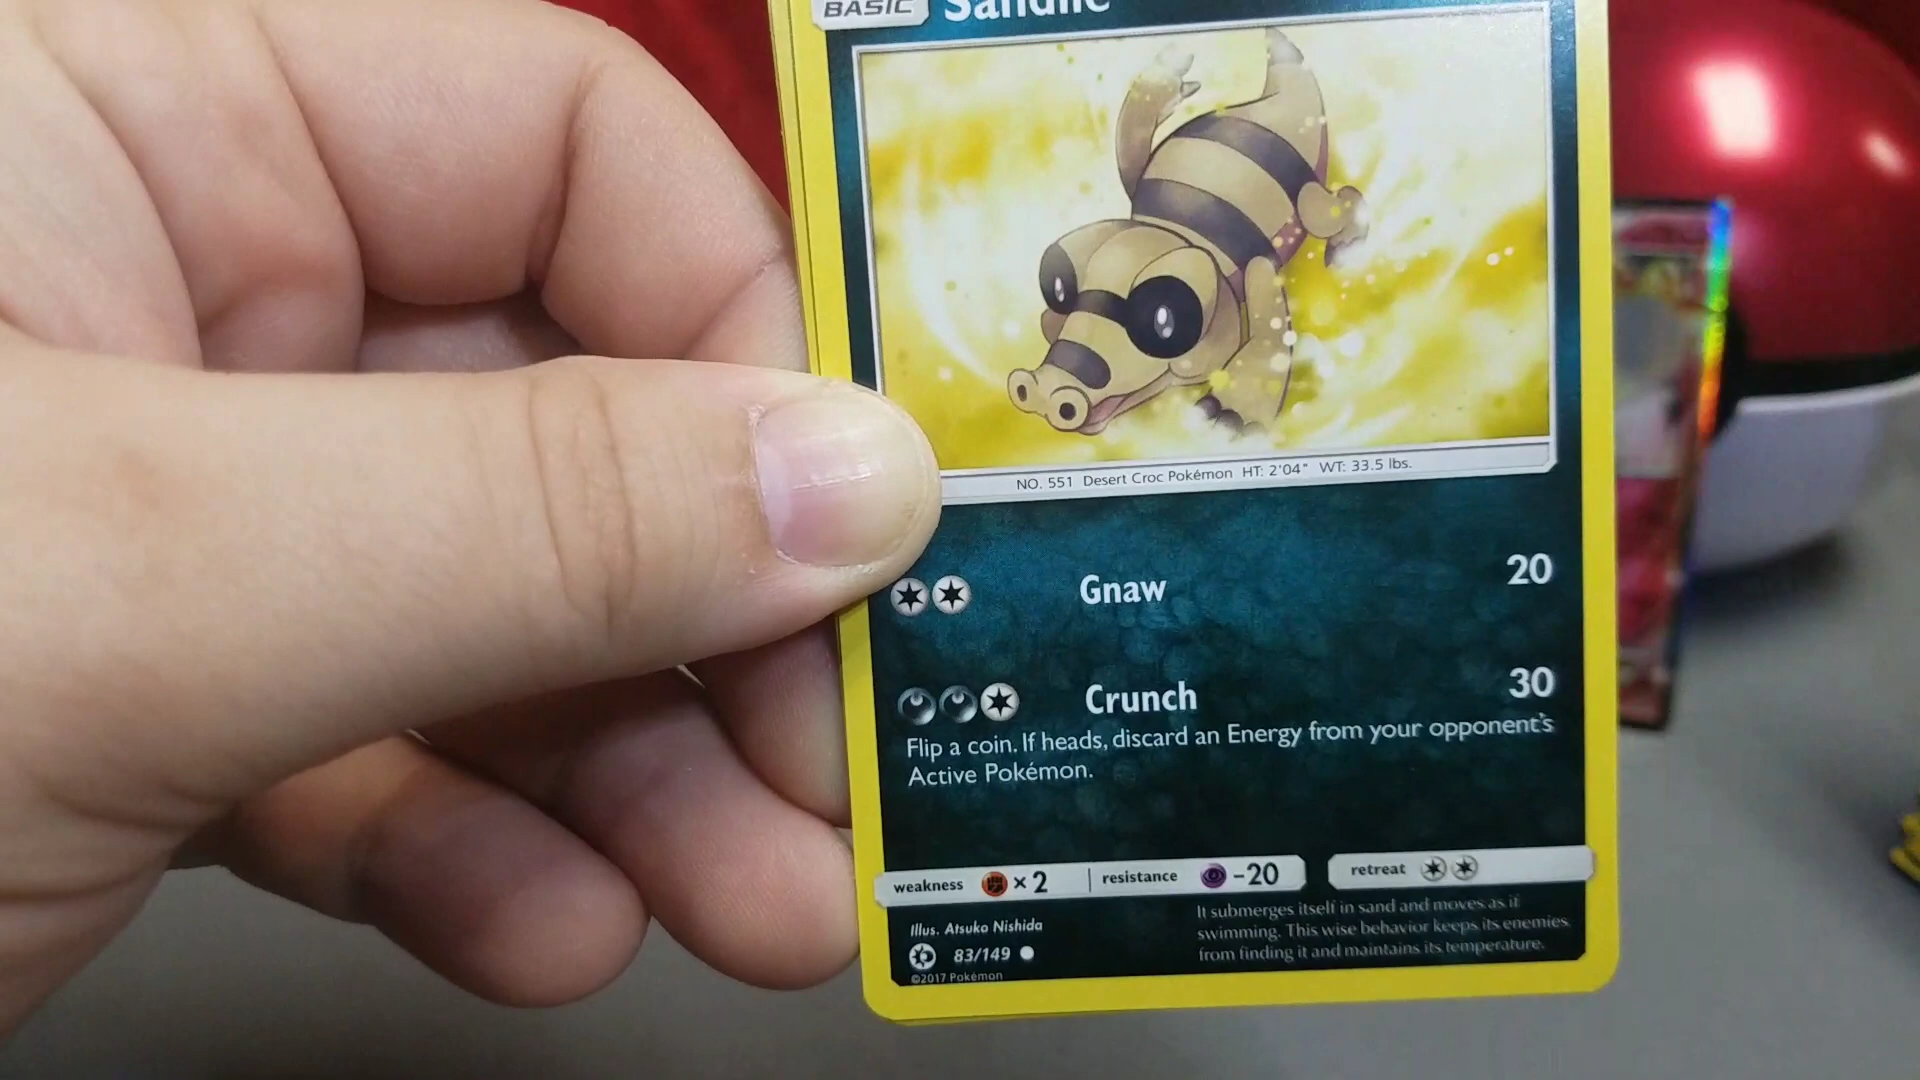 BASIC Sandile
NO. 551 Desert Croc Pokémon HT: 2'04" WT: 33.5 lbs.
Gnaw 20
Crunch 30
Flip a coin. If heads, discard an Energy from your opponent's
Active Pokémon.
weakness ×2 resistance -20 retreat
Illus. Atsuko Nishida
83/149
©2017 Pokémon
It submerges itself in sand and moves as if
swimming. This wise behavior keeps its enemies
from finding it and maintains its temperature.